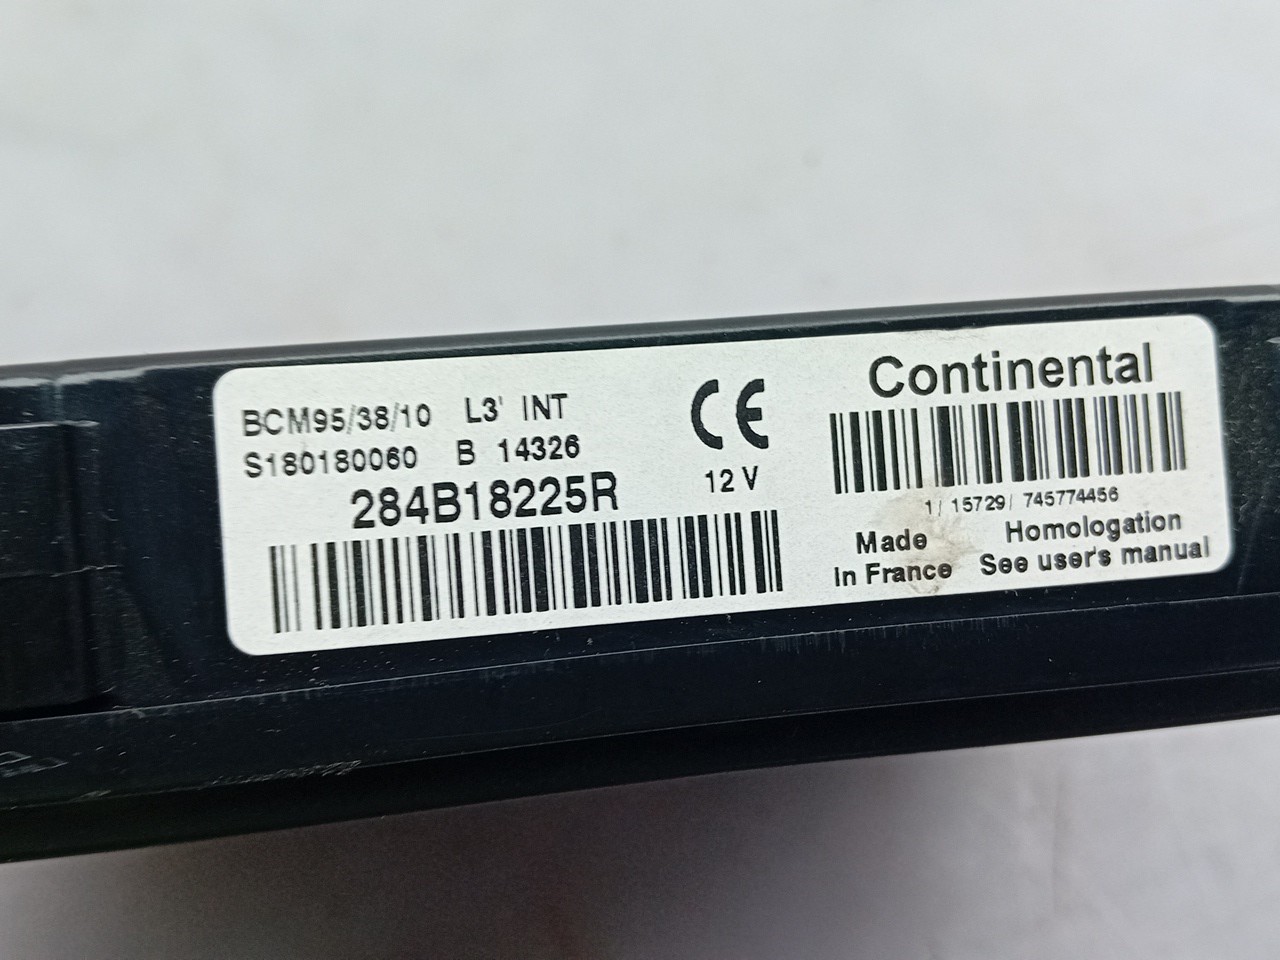 BCM95/38/10 L3' INT
S180180060 B 14326
284B18225R
CE
12 V
Continental
1/ 15729/ 745774456
Made
in France
Homologation
See user's manual